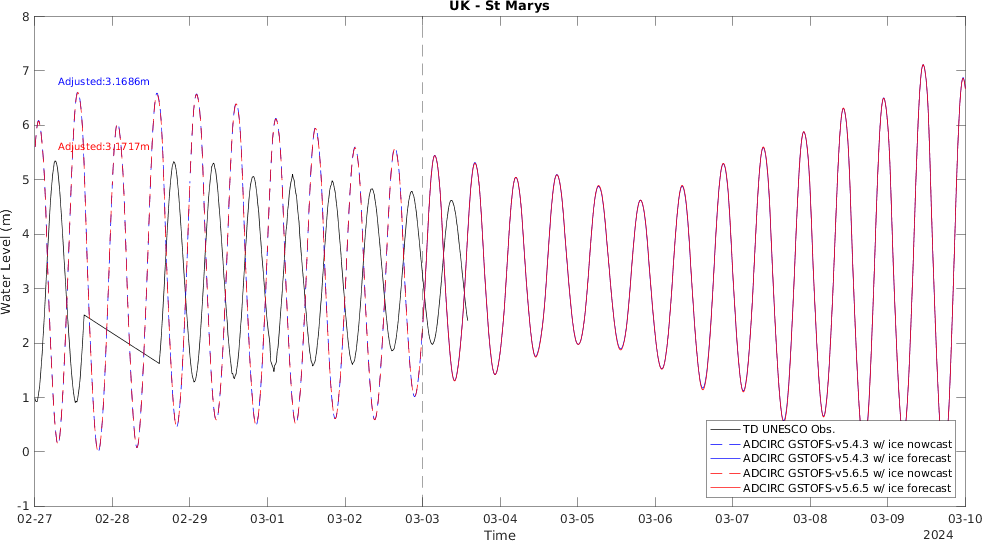 UK - St Marys
8
7
6
5
4
3
2
1
0
-1
Water Level (m)
Adjusted:3.1686m
Adjusted:3.1717m
TD UNESCO Obs.
ADCIRC GSTOFS-v5.4.3 w/ ice nowcast
ADCIRC GSTOFS-v5.4.3 w/ ice forecast
ADCIRC GSTOFS-v5.6.5 w/ ice nowcast
ADCIRC GSTOFS-v5.6.5 w/ ice forecast
02-27 02-28 02-29 03-01 03-02 03-03 03-04 03-05 03-06 03-07 03-08 03-09 03-10
Time
2024